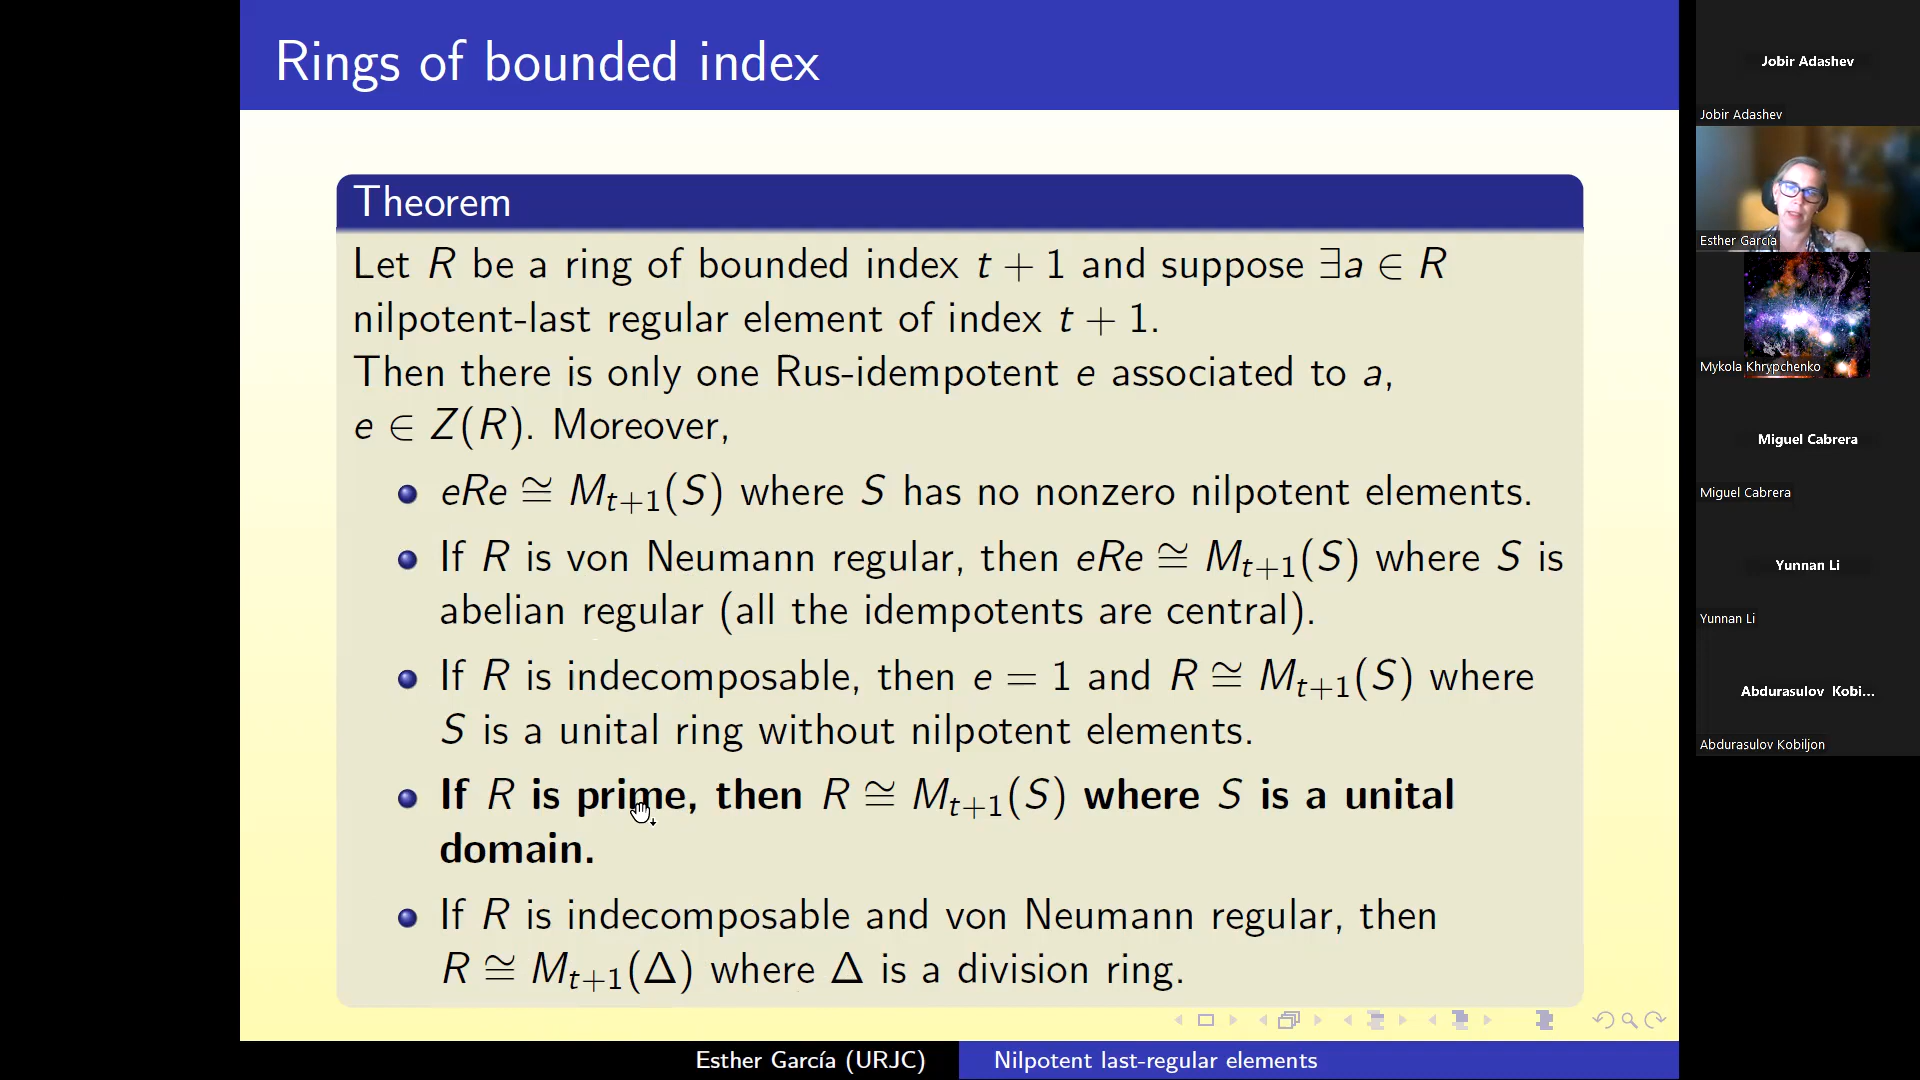 Rings of bounded index
Theorem
Let R be a ring of bounded index t + 1 and suppose ∃a ∈ R
nilpotent-last regular element of index t + 1.
Then there is only one Rus-idempotent e associated to a,
e ∈ Z(R). Moreover,
eRe ≅ M_{t+1}(S) where S has no nonzero nilpotent elements.
If R is von Neumann regular, then eRe ≅ M_{t+1}(S) where S is
abelian regular (all the idempotents are central).
If R is indecomposable, then e = 1 and R ≅ M_{t+1}(S) where
S is a unital ring without nilpotent elements.
If R is prime, then R ≅ M_{t+1}(S) where S is a unital
domain.
If R is indecomposable and von Neumann regular, then
R ≅ M_{t+1}(Δ) where Δ is a division ring.
Esther García (URJC)
Nilpotent last-regular elements
Jobir Adashev
Jobir Adashev
Esther García
Mykola Khrypchenko
Miguel Cabrera
Miguel Cabrera
Yunnan Li
Yunnan Li
Abdurasulov Kobi...
Abdurasulov Kobiljon